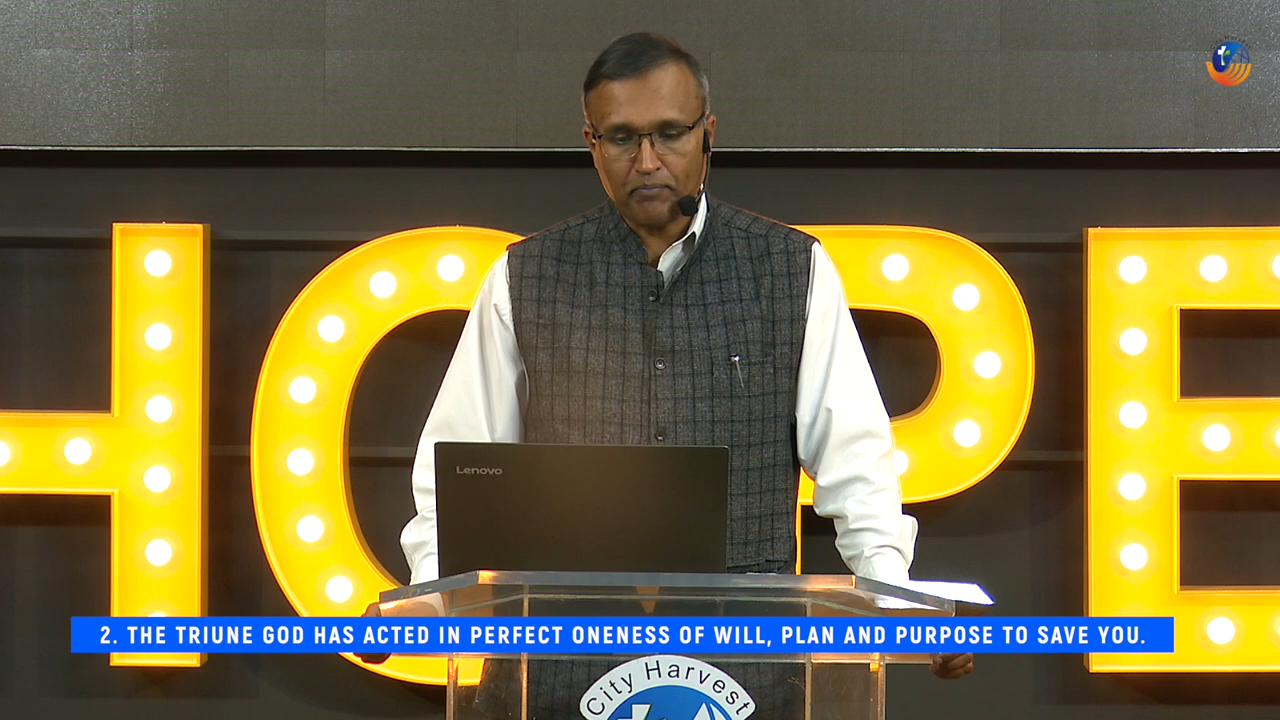 HOPE
Lenovo
2. THE TRIUNE GOD HAS ACTED IN PERFECT ONENESS OF WILL, PLAN AND PURPOSE TO SAVE YOU.
City Harvest